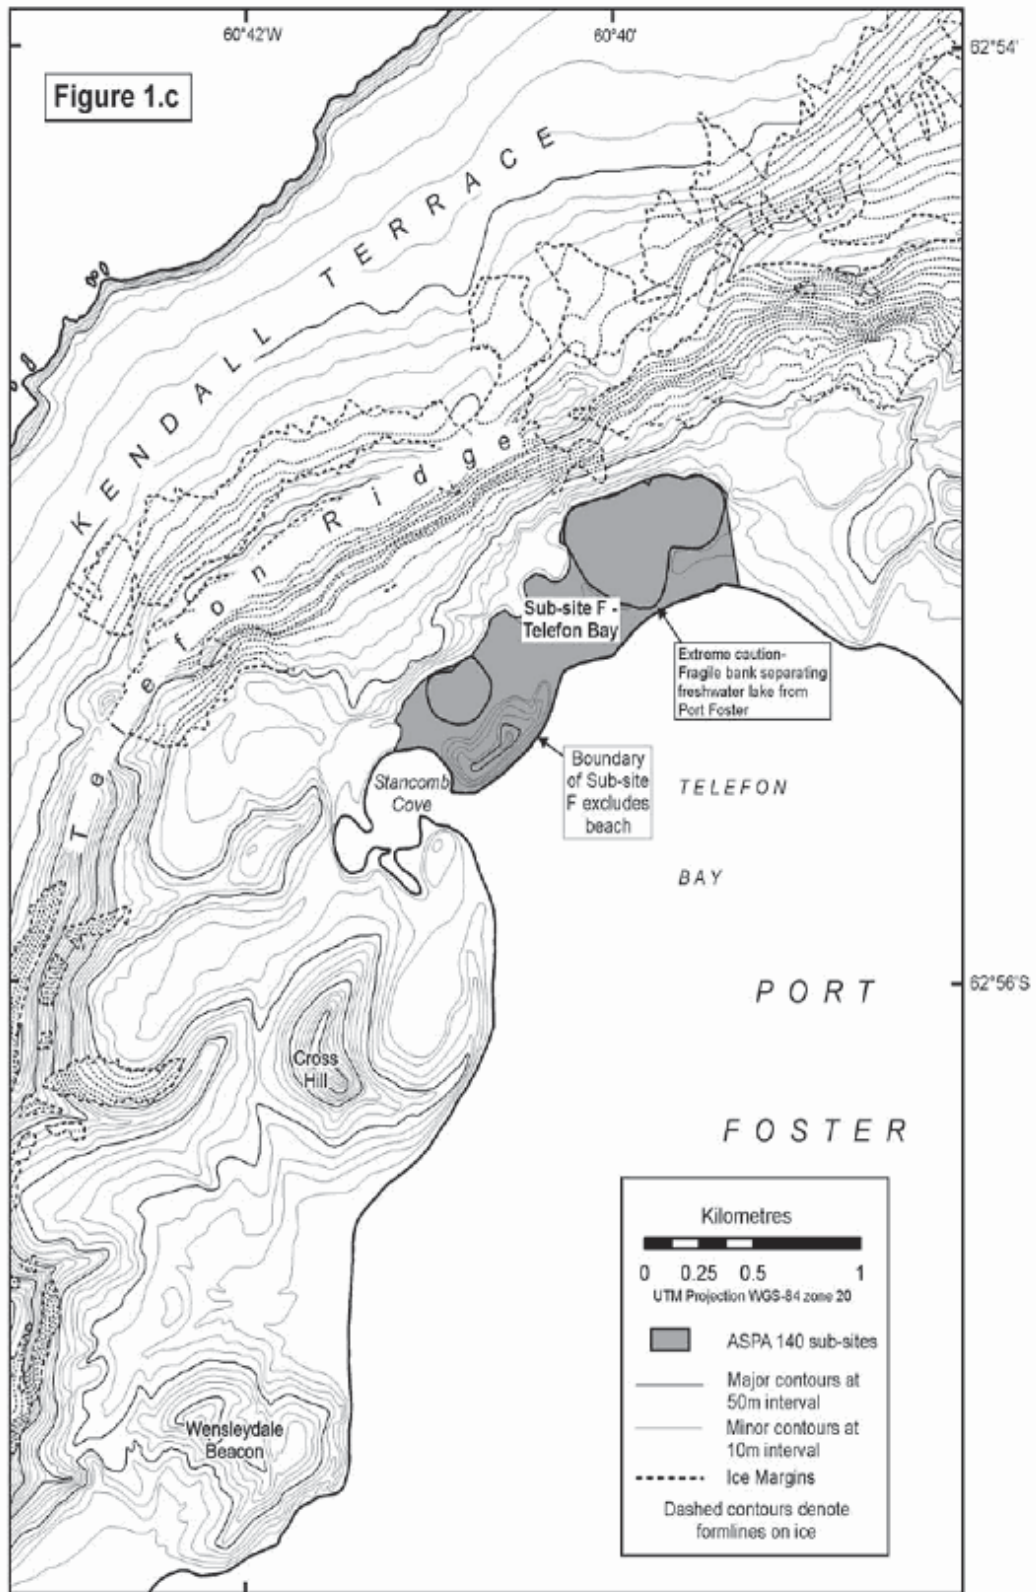 60°42'W
60°40'
62°54'
Figure 1.c
KENDALL TERRACE
Telefon Ridge
Sub-site F -
Telefon Bay
Extreme caution-
Fragile bank separating
freshwater lake from
Port Foster
Boundary
of Sub-site
F excludes
beach
Stancomb
Cove
TELEFON
BAY
62°56'S
PORT
FOSTER
Cross
Hill
Wensleydale
Beacon
Kilometres
0 0.25 0.5 1
UTM Projection WGS-84 zone 20
ASPA 140 sub-sites
Major contours at
50m interval
Minor contours at
10m interval
Ice Margins
Dashed contours denote
formlines on ice